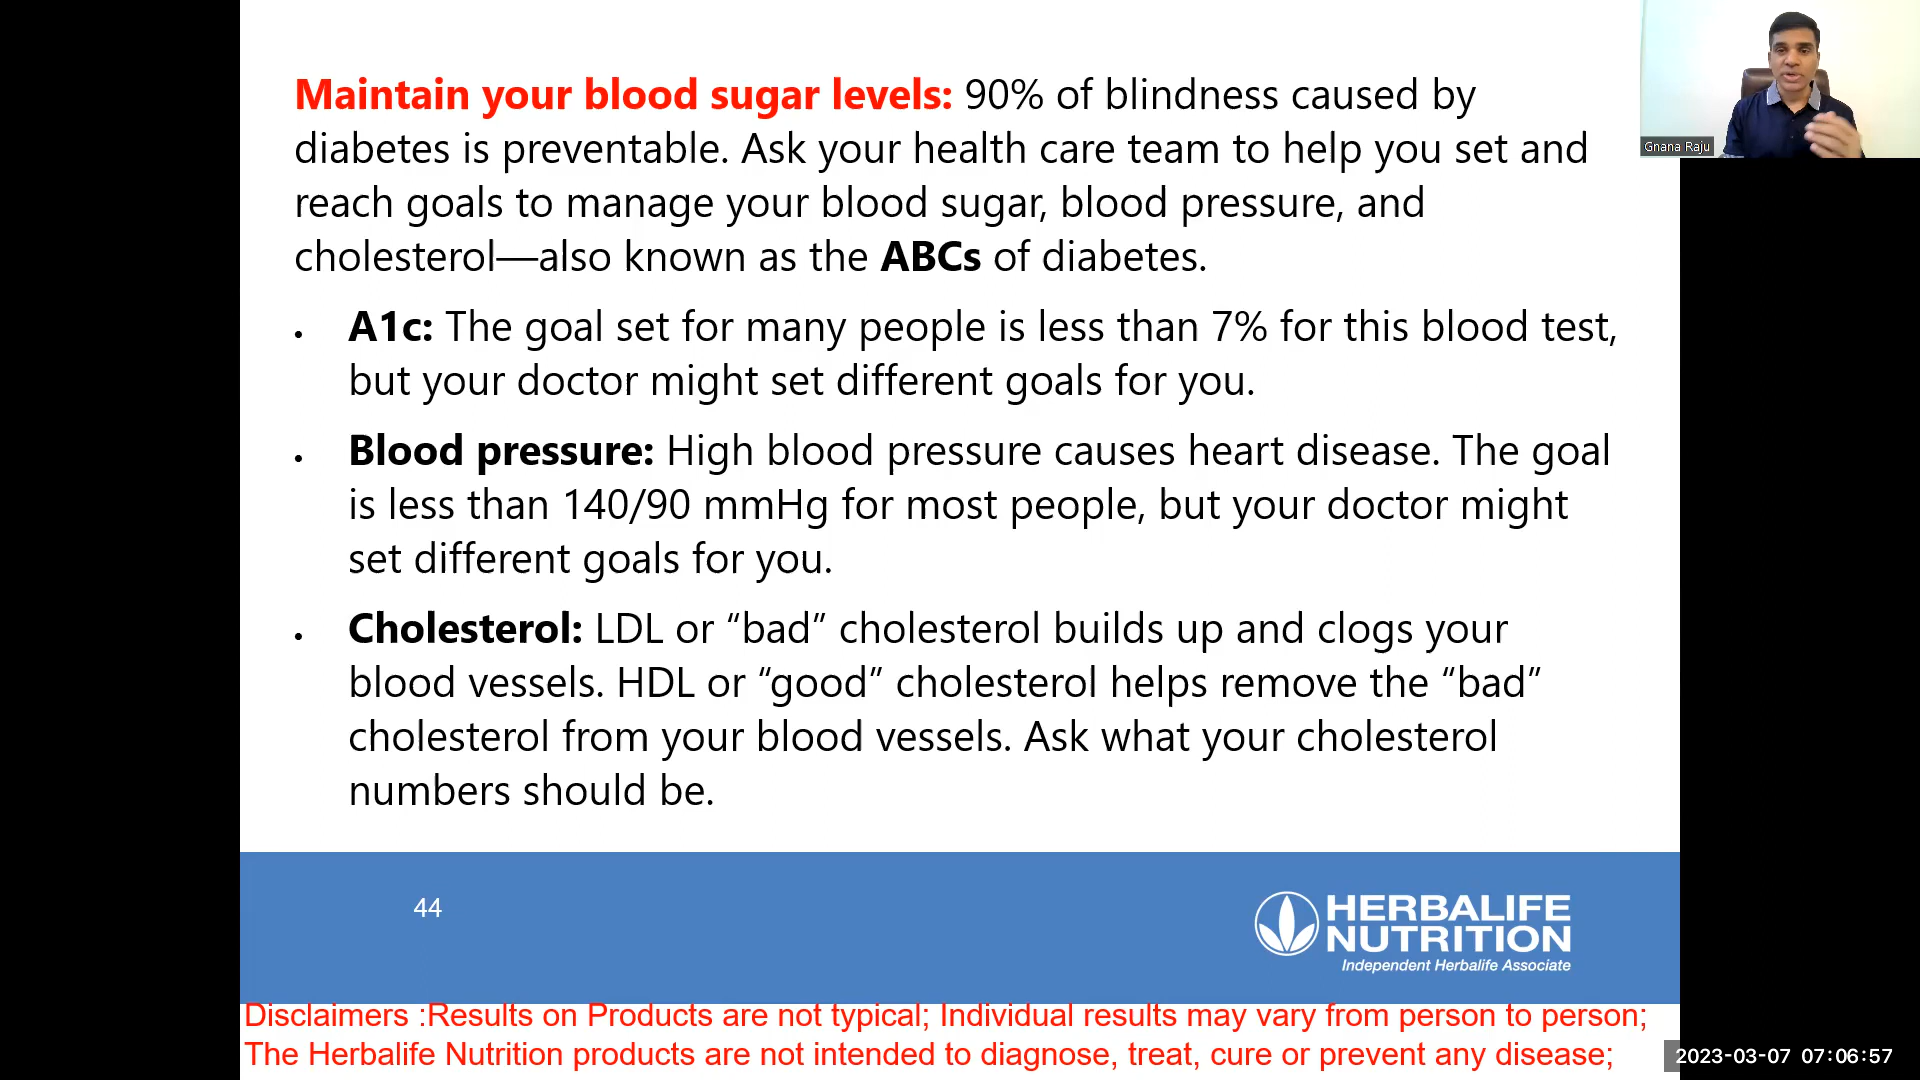 Maintain your blood sugar levels: 90% of blindness caused by
diabetes is preventable. Ask your health care team to help you set and
reach goals to manage your blood sugar, blood pressure, and
cholesterol—also known as the ABCs of diabetes.
• A1c: The goal set for many people is less than 7% for this blood test,
but your doctor might set different goals for you.
• Blood pressure: High blood pressure causes heart disease. The goal
is less than 140/90 mmHg for most people, but your doctor might
set different goals for you.
• Cholesterol: LDL or “bad” cholesterol builds up and clogs your
blood vessels. HDL or “good” cholesterol helps remove the “bad”
cholesterol from your blood vessels. Ask what your cholesterol
numbers should be.
44
HERBALIFE
NUTRITION
Independent Herbalife Associate
Disclaimers :Results on Products are not typical; Individual results may vary from person to person;
The Herbalife Nutrition products are not intended to diagnose, treat, cure or prevent any disease;
Gnana Raju
2023-03-07 07:06:57